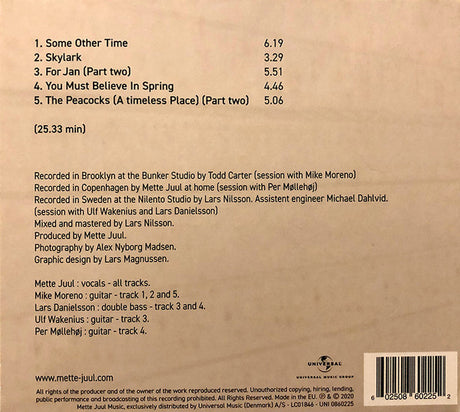 1. Some Other Time 6.19
2. Skylark 3.29
3. For Jan (Part two) 5.51
4. You Must Believe In Spring 4.46
5. The Peacocks (A timeless Place) (Part two) 5.06
(25.33 min)
Recorded in Brooklyn at the Bunker Studio by Todd Carter (session with Mike Moreno)
Recorded in Copenhagen by Mette Juul at home (session with Per Møllehøj)
Recorded in Sweden at the Nilento Studio by Lars Nilsson. Assistent engineer Michael Dahlvid.
(session with Ulf Wakenius and Lars Danielsson)
Mixed and mastered by Lars Nilsson.
Produced by Mette Juul.
Photography by Alex Nyborg Madsen.
Graphic design by Lars Magnussen.
Mette Juul : vocals - all tracks.
Mike Moreno : guitar - track 1, 2 and 5.
Lars Danielsson : double bass - track 3 and 4.
Ulf Wakenius : guitar - track 3.
Per Møllehøj : guitar - track 4.
www.mette-juul.com
UNIVERSAL
UNIVERSAL MUSIC GROUP
6 02508 60225 2
All rights of the producer and of the owner of the work reproduced reserved. Unauthorized copying, hiring, lending,
public performance and broadcasting of this recording prohibited. Made in the EU. ℗ & © 2020
Mette Juul Music, exclusively distributed by Universol Music (Denmark) A/S - LC01846 - UNI 0860225